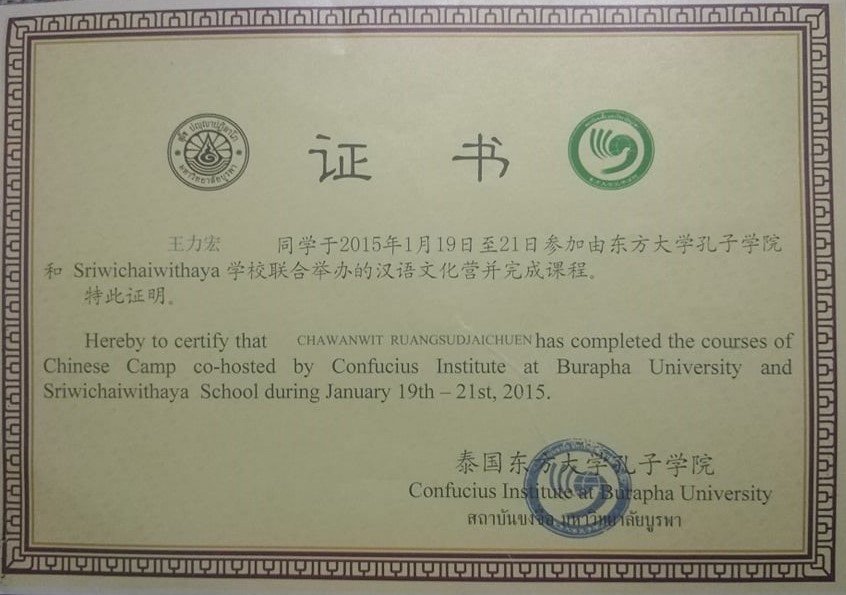 证 书
王力宏 同学于2015年1月19日至21日参加由东方大学孔子学院
和 Sriwichaiwithaya 学校联合举办的汉语文化营并完成课程。
特此证明。
Hereby to certify that CHAWANWIT RUANGSUDJAICHUEN has completed the courses of
Chinese Camp co-hosted by Confucius Institute at Burapha University and
Sriwichaiwithaya School during January 19th – 21st, 2015.
泰国东方大学孔子学院
Confucius Institute at Burapha University
สถาบันขงจื่อ มหาวิทยาลัยบูรพา